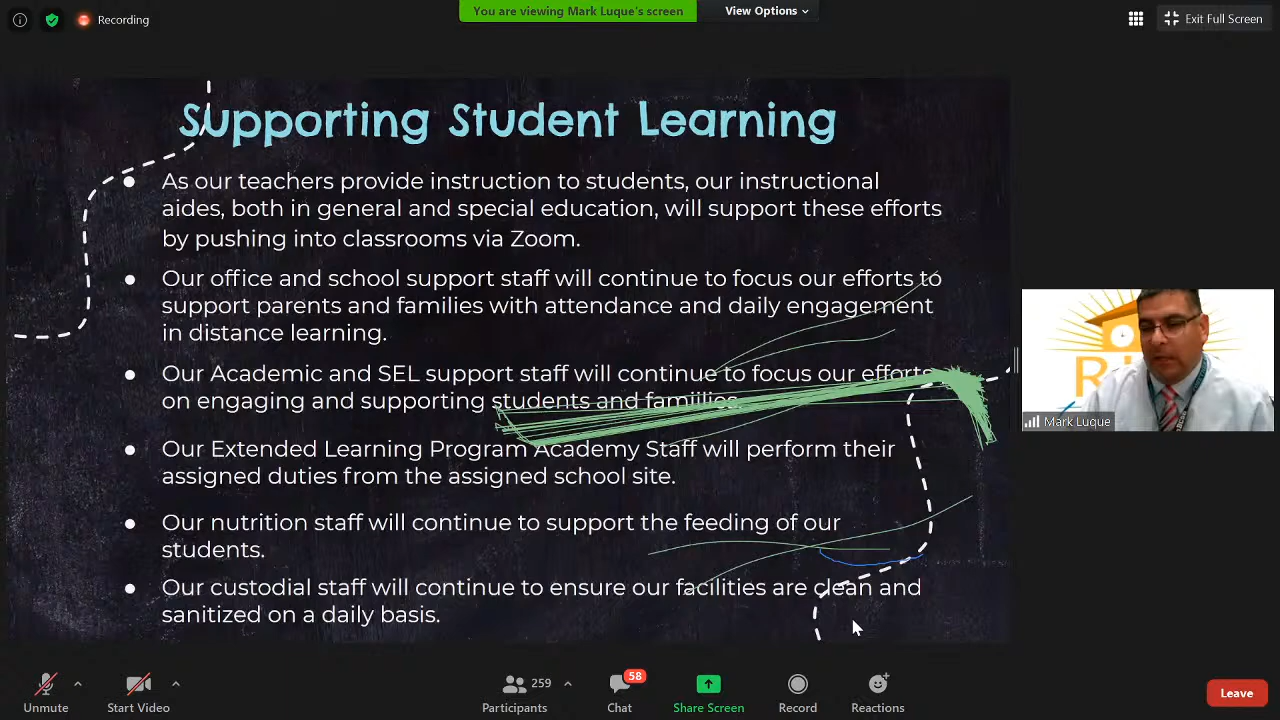 Recording
You are viewing Mark Luque's screen
View Options
Exit Full Screen
Supporting Student Learning
As our teachers provide instruction to students, our instructional
aides, both in general and special education, will support these efforts
by pushing into classrooms via Zoom.
Our office and school support staff will continue to focus our efforts to
support parents and families with attendance and daily engagement
in distance learning.
Our Academic and SEL support staff will continue to focus our efforts
on engaging and supporting students and families.
Our Extended Learning Program Academy Staff will perform their
assigned duties from the assigned school site.
Our nutrition staff will continue to support the feeding of our
students.
Our custodial staff will continue to ensure our facilities are clean and
sanitized on a daily basis.
Mark Luque
Unmute
Start Video
259
Participants
58
Chat
Share Screen
Record
Reactions
Leave